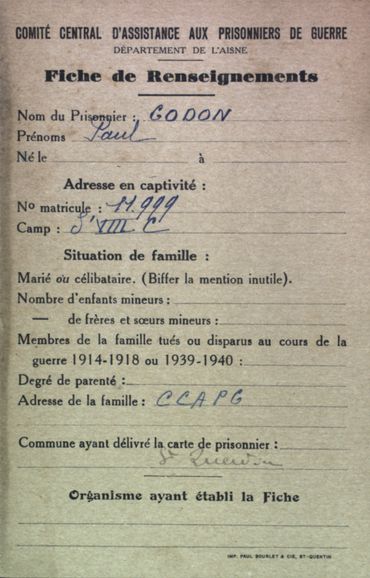 COMITÉ CENTRAL D'ASSISTANCE AUX PRISONNIERS DE GUERRE
DÉPARTEMENT DE L'AISNE
Fiche de Renseignements
Nom du Prisonnier : GODON
Prénoms Paul
Né le à
Adresse en captivité :
No matricule : 11.999
Camp : S/ VIII C
Situation de famille :
Marié ou célibataire. (Biffer la mention inutile).
Nombre d'enfants mineurs :
— de frères et sœurs mineurs :
Membres de la famille tués ou disparus au cours de la
guerre 1914-1918 ou 1939-1940 :
Degré de parenté :
Adresse de la famille : CCAPG
Commune ayant délivré la carte de prisonnier :
St Quentin
Organisme ayant établi la Fiche
IMP. PAUL BOURLET & CIE, ST-QUENTIN